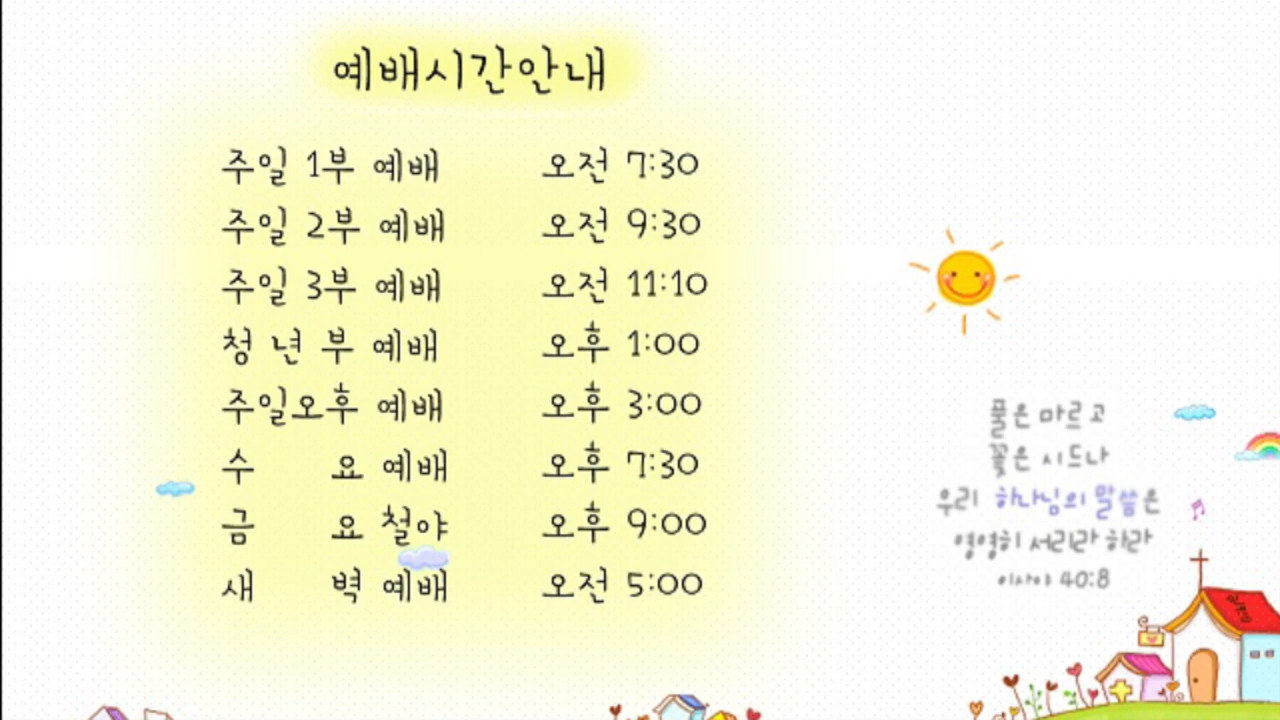 예배시간안내
주일 1부 예배 오전 7:30
주일 2부 예배 오전 9:30
주일 3부 예배 오전 11:10
청 년 부 예배 오후 1:00
주일오후 예배 오후 3:00
수 요 예배 오후 7:30
금 요 철야 오후 9:00
새 벽 예배 오전 5:00
풀은 마르고
꽃은 시드나
우리 하나님의 말씀은
영영히 서리라 하라
이사야 40:8